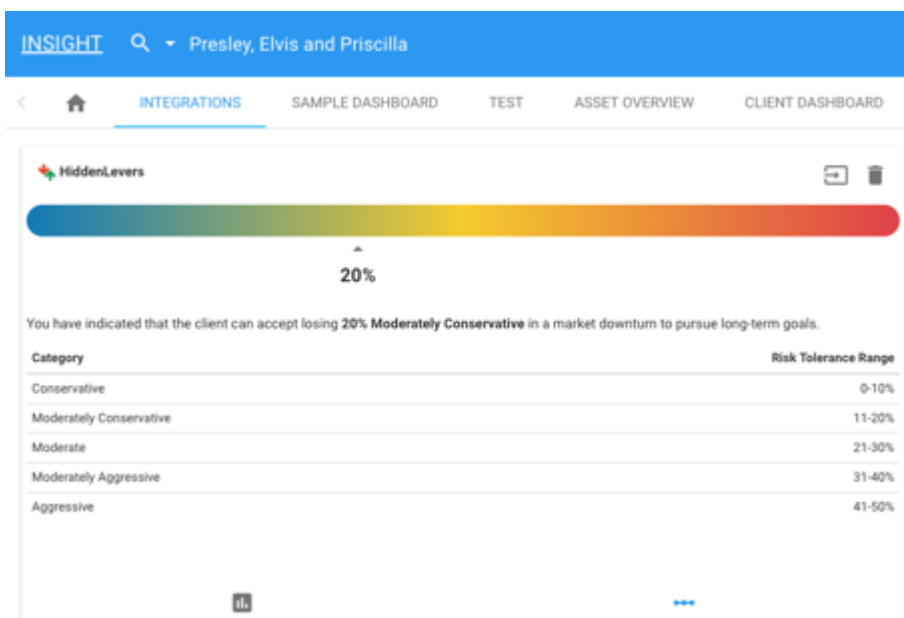 INSIGHT Presley, Elvis and Priscilla
INTEGRATIONS SAMPLE DASHBOARD TEST ASSET OVERVIEW CLIENT DASHBOARD
HiddenLevers
20%
You have indicated that the client can accept losing 20% Moderately Conservative in a market downturn to pursue long-term goals.
Category Risk Tolerance Range
Conservative 0-10%
Moderately Conservative 11-20%
Moderate 21-30%
Moderately Aggressive 31-40%
Aggressive 41-50%